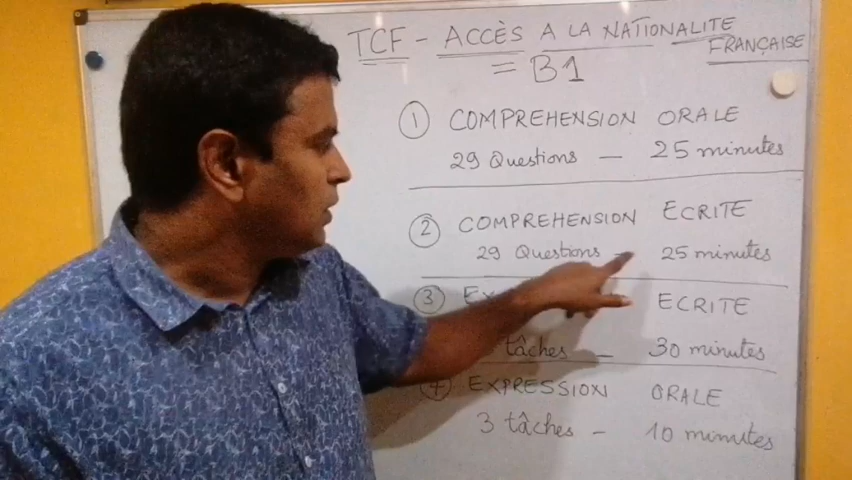 TCF - ACCÈS A LA NATIONALITE
FRANÇAISE
= B1
1 COMPREHENSION ORALE
29 Questions - 25 minutes
2 COMPREHENSION ECRITE
29 Questions - 25 minutes
3 ECRITE
tâches - 30 minutes
4 EXPRESSION ORALE
3 tâches - 10 minutes